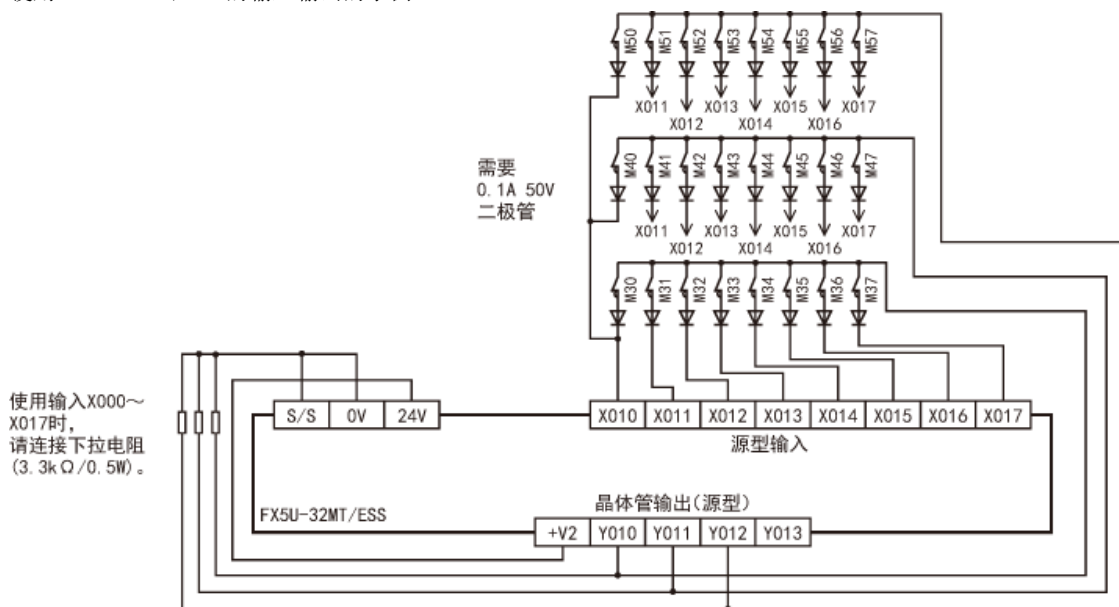 M50 M51 M52 M53 M54 M55 M56 M57
X011 X013 X015 X017
X012 X014 X016
需要
0.1A 50V
二极管
M40 M41 M42 M43 M44 M45 M46 M47
X011 X013 X015 X017
X012 X014 X016
M30 M31 M32 M33 M34 M35 M36 M37
使用输入X000～
X017时,
请连接下拉电阻
(3.3kΩ/0.5W)。
S/S 0V 24V
X010 X011 X012 X013 X014 X015 X016 X017
源型输入
晶体管输出(源型)
FX5U-32MT/ESS
+V2 Y010 Y011 Y012 Y013